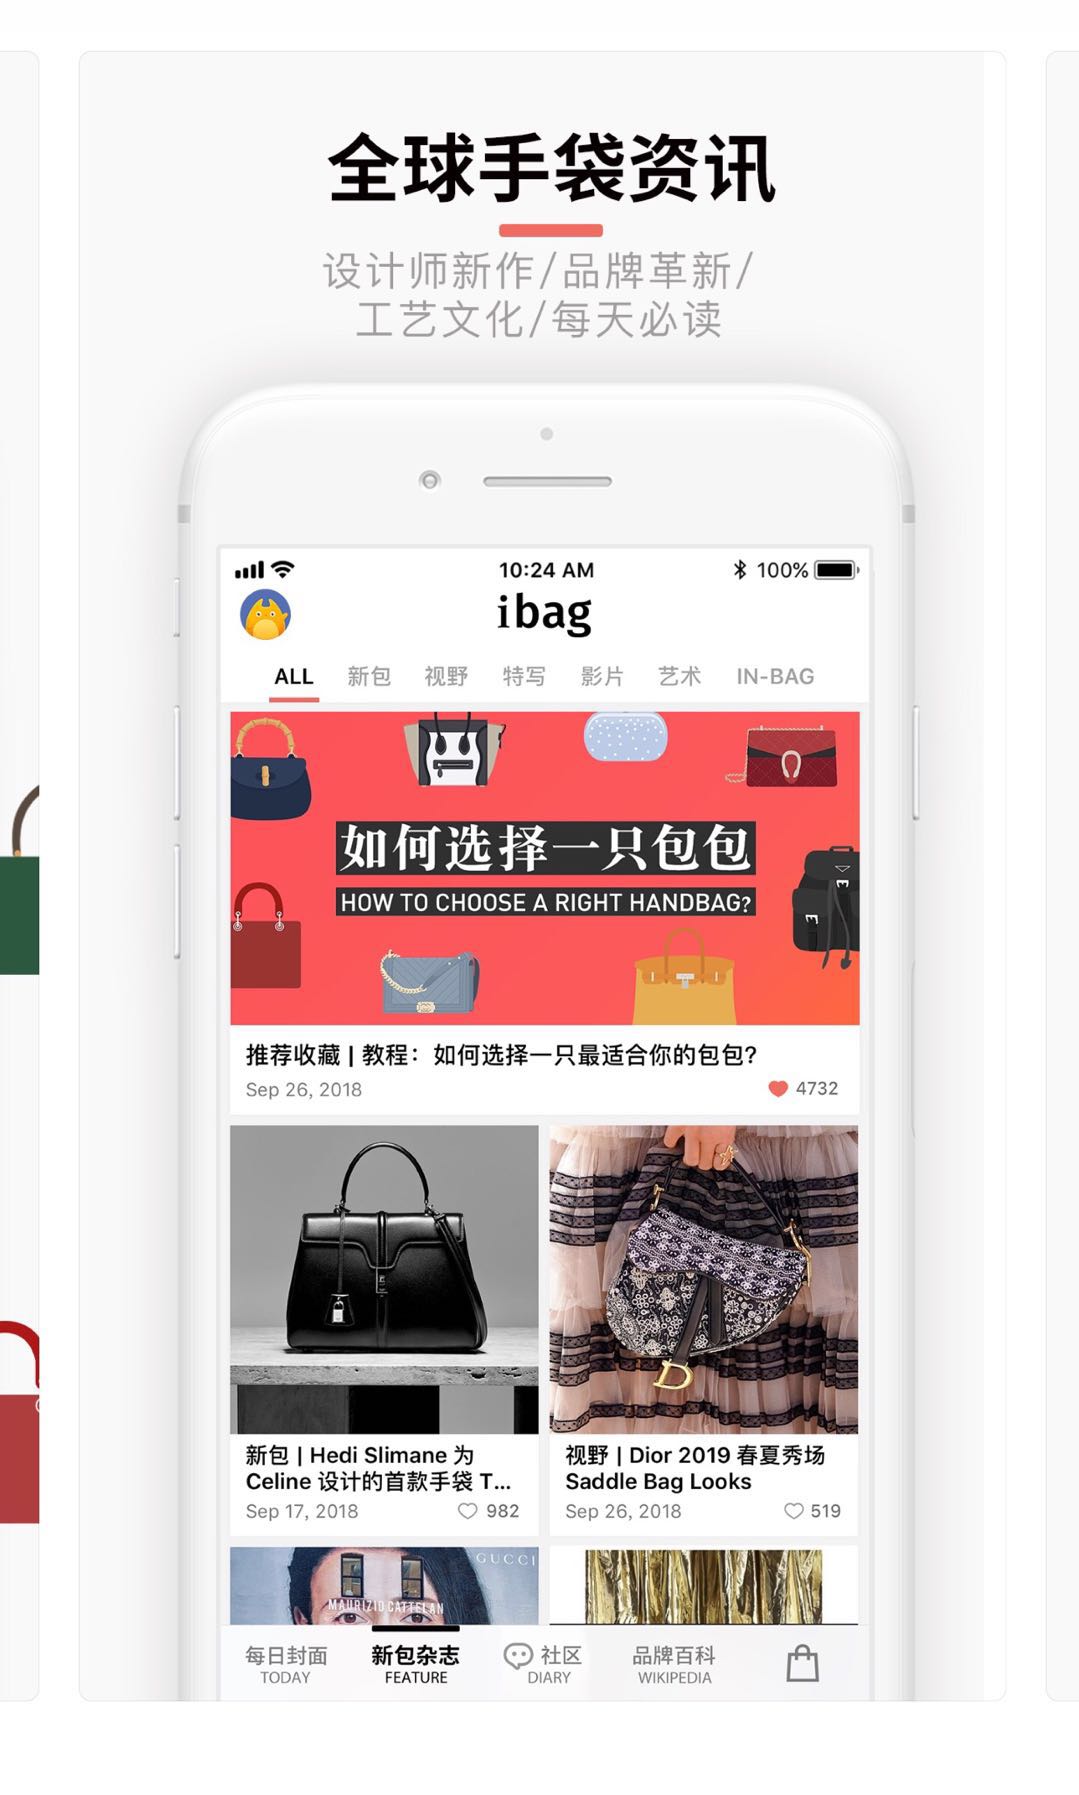 全球手袋资讯
设计师新作/品牌革新/
工艺文化/每天必读
10:24 AM
100%
ibag
ALL 新包 视野 特写 影片 艺术 IN-BAG
如何选择一只包包
HOW TO CHOOSE A RIGHT HANDBAG?
推荐收藏 | 教程：如何选择一只最适合你的包包?
Sep 26, 2018
4732
新包 | Hedi Slimane 为
Celine 设计的首款手袋 T...
Sep 17, 2018
982
D
视野 | Dior 2019 春夏秀场
Saddle Bag Looks
Sep 26, 2018
519
GUCCI
MAURIZIO CATTELAN
每日封面
TODAY
新包杂志
FEATURE
社区
DIARY
品牌百科
WIKIPEDIA